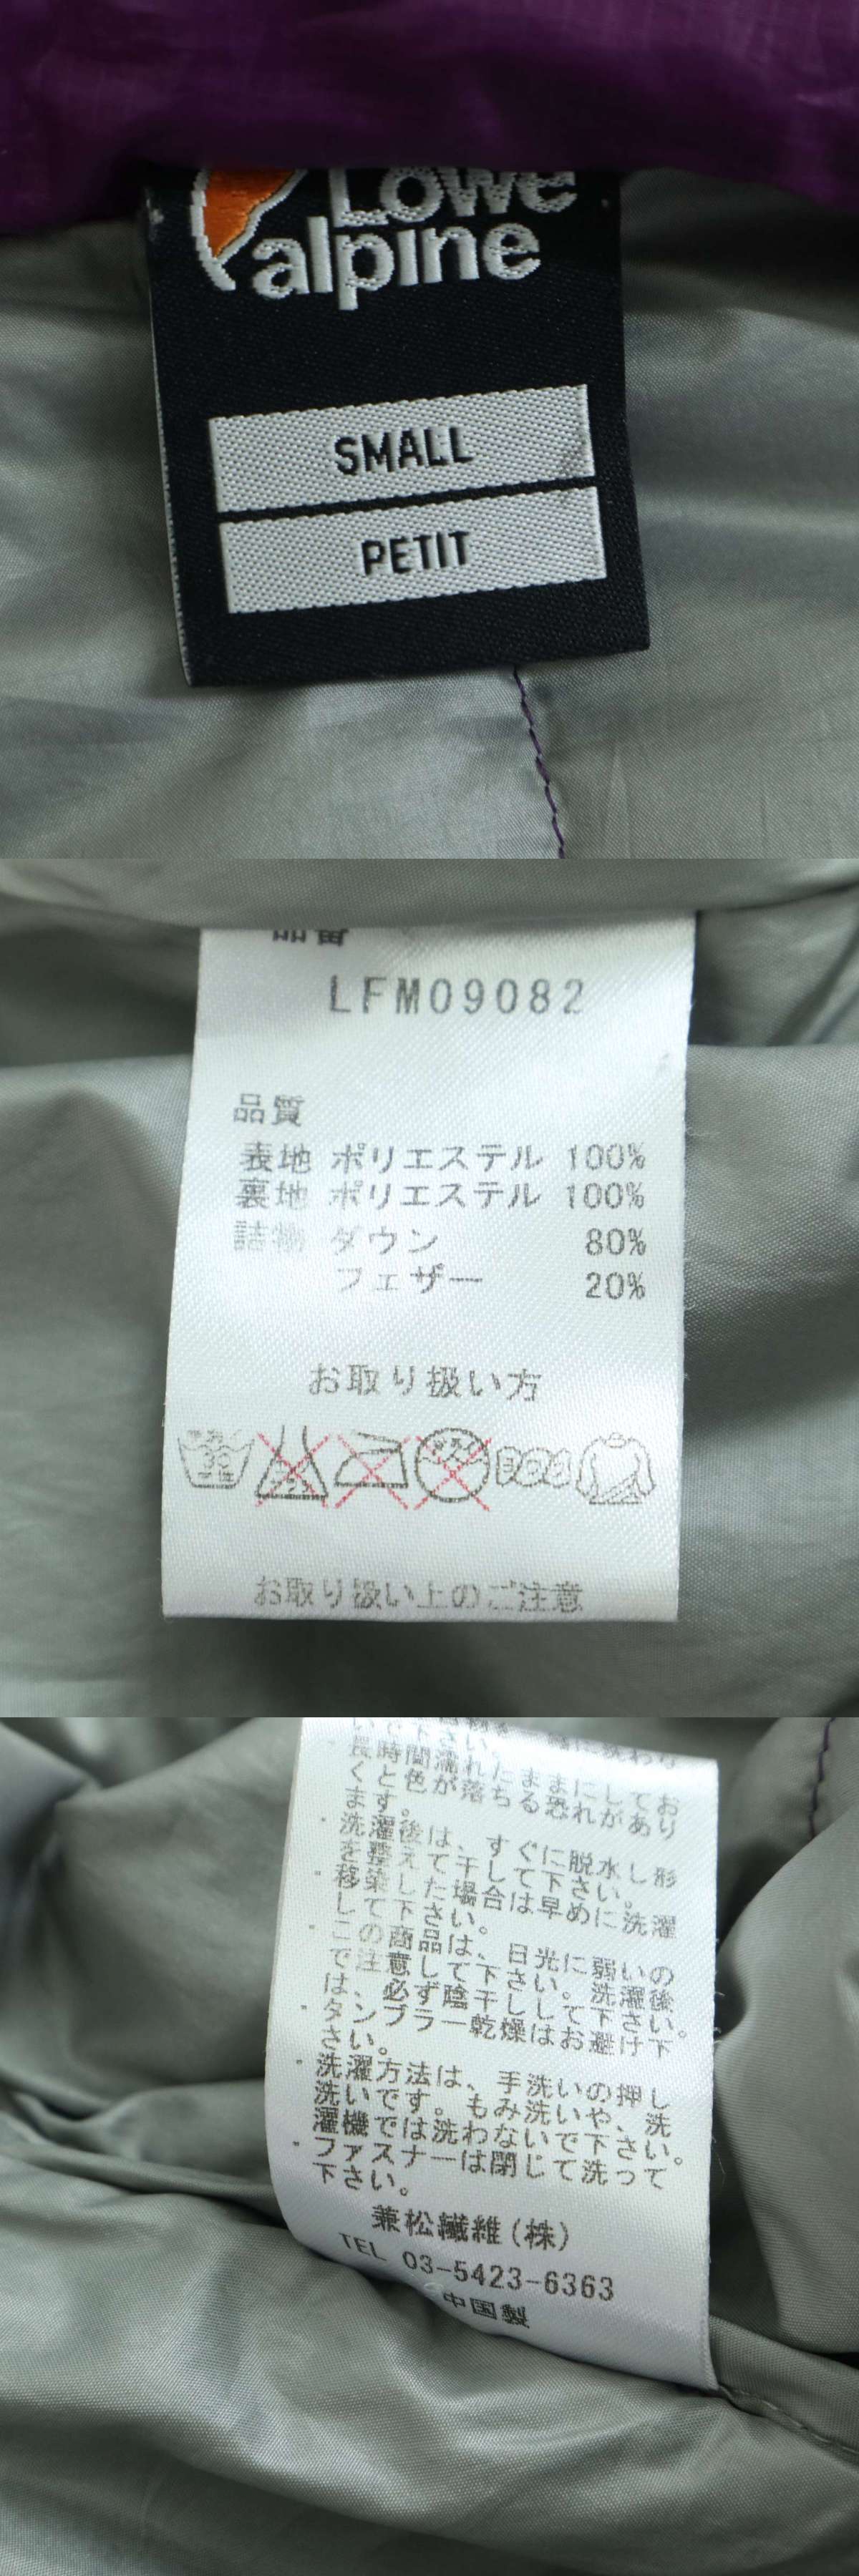 Lowe
alpine
SMALL
PETIT
品番
LFM09082
品質
表地 ポリエステル 100%
裏地 ポリエステル 100%
詰物 ダウン 80%
フェザー 20%
お取り扱い方
30
お取り扱い上のご注意
いで下さい。
・長時間濡れたままにしてお
くと色が落ちる恐れがあり
ます。
・洗濯後は、すぐに脱水し形
を整えて干して下さい。
・移染した場合は早めに洗濯
して下さい。
・この商品は、日光に弱いの
でご注意して下さい。洗濯後
は、必ず陰干しして下さい。
・タンブラー乾燥はお避け下
さい。
・洗濯方法は、手洗いの押し
洗いです。もみ洗いや、洗
濯機では洗わないで下さい。
・ファスナーは閉じて洗って
下さい。
兼松繊維(株)
TEL 03-5423-6363
中国製